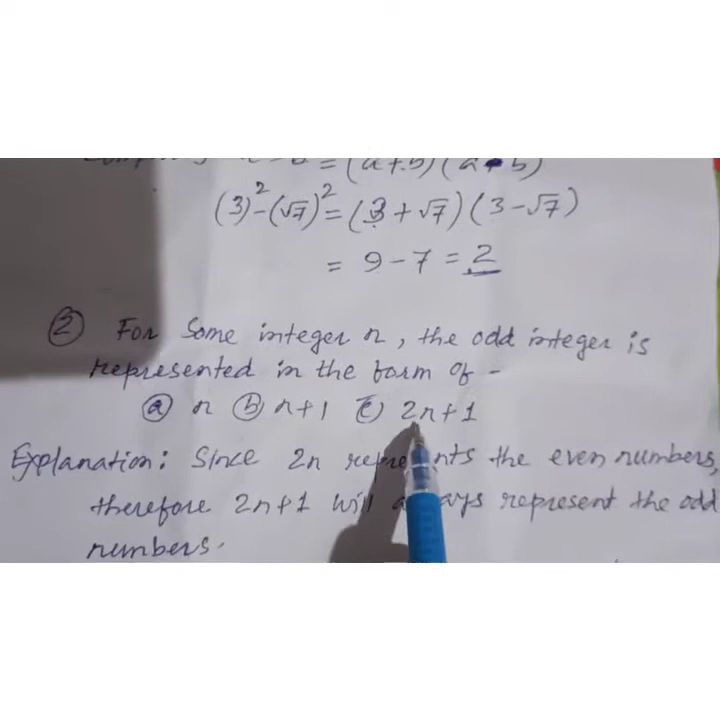 = (a+b) (a-b)
(3)²-(√7)² = (3+√7) (3-√7)
= 9-7 = 2
② For some integer n, the odd integer is
represented in the form of -
ⓐ n ⓑ n+1 ⓒ 2n+1
Explanation: Since 2n the even numbers,
therefore 2n+1 will represent the odd
numbers.